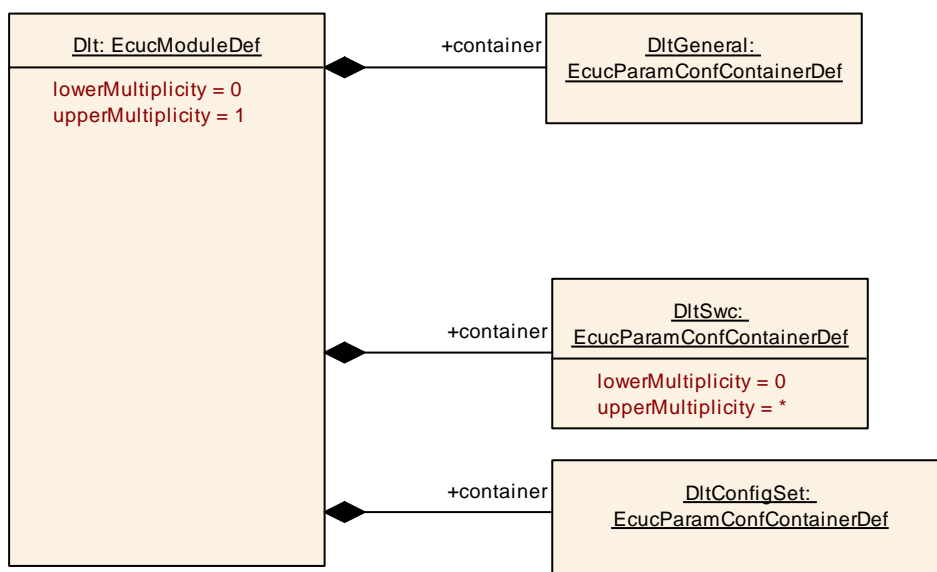 Dlt: EcucModuleDef
lowerMultiplicity = 0
upperMultiplicity = 1
+container
DltGeneral:
EcucParamConfContainerDef
+container
DltSwc:
EcucParamConfContainerDef
lowerMultiplicity = 0
upperMultiplicity = *
+container
DltConfigSet:
EcucParamConfContainerDef